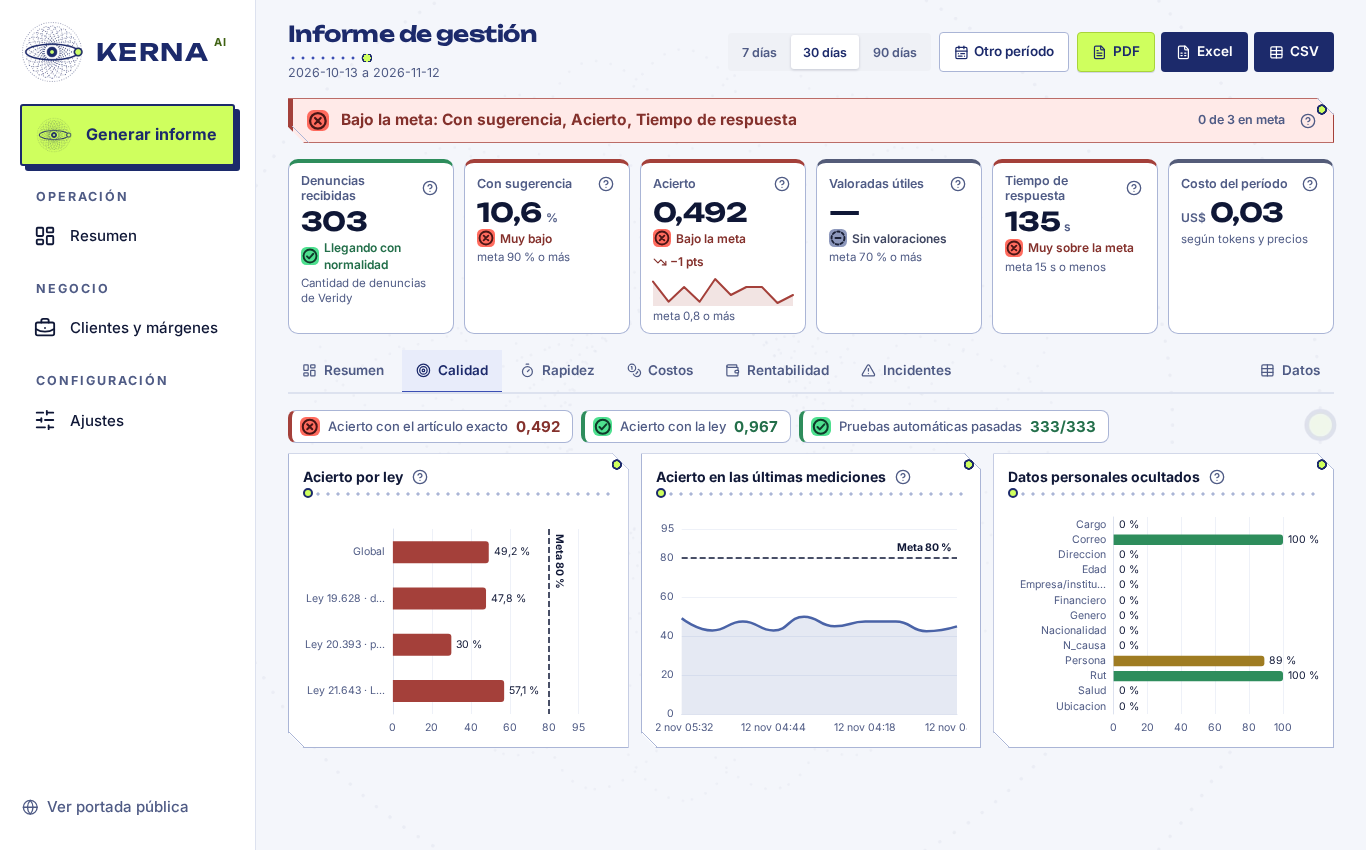 KERNA AI
Generar informe
OPERACIÓN
Resumen
NEGOCIO
Clientes y márgenes
CONFIGURACIÓN
Ajustes
Ver portada pública
Informe de gestión
2026-10-13 a 2026-11-12
7 días
30 días
90 días
Otro período
PDF
Excel
CSV
Bajo la meta: Con sugerencia, Acierto, Tiempo de respuesta
0 de 3 en meta
Denuncias
recibidas
303
Llegando con
normalidad
Cantidad de denuncias
de Veridy
Con sugerencia
10,6 %
Muy bajo
meta 90 % o más
Acierto
0,492
Bajo la meta
−1 pts
meta 0,8 o más
Valoradas útiles
—
Sin valoraciones
meta 70 % o más
Tiempo de
respuesta
135 s
Muy sobre la meta
meta 15 s o menos
Costo del período
US$ 0,03
según tokens y precios
Resumen
Calidad
Rapidez
Costos
Rentabilidad
Incidentes
Datos
Acierto con el artículo exacto 0,492
Acierto con la ley 0,967
Pruebas automáticas pasadas 333/333
Acierto por ley
Global
49,2 %
Ley 19.628 · d...
47,8 %
Ley 20.393 · p...
30 %
Ley 21.643 · L...
57,1 %
Meta 80 %
0 20 40 60 80 95
Acierto en las últimas mediciones
95
80
60
40
20
0
Meta 80 %
2 nov 05:32 12 nov 04:44 12 nov 04:18 12 nov 0
Datos personales ocultados
Cargo 0 %
Correo 100 %
Direccion 0 %
Edad 0 %
Empresa/institu... 0 %
Financiero 0 %
Genero 0 %
Nacionalidad 0 %
N_causa 0 %
Persona 89 %
Rut 100 %
Salud 0 %
Ubicacion 0 %
0 20 40 60 80 100